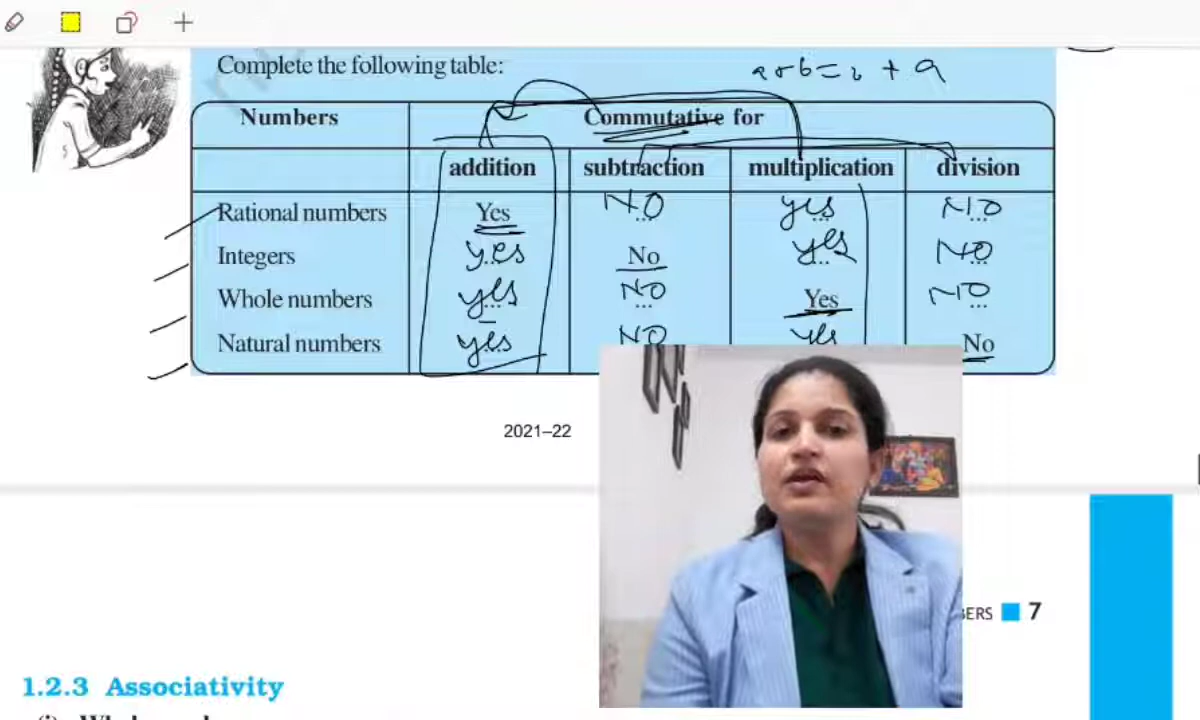 Complete the following table:
a+b=b+a
Numbers Commutative for
addition subtraction multiplication division
Rational numbers Yes NO yes NO
Integers yes No yes NO
Whole numbers yes NO Yes NO
Natural numbers yes NO yes No
2021–22
7
1.2.3 Associativity